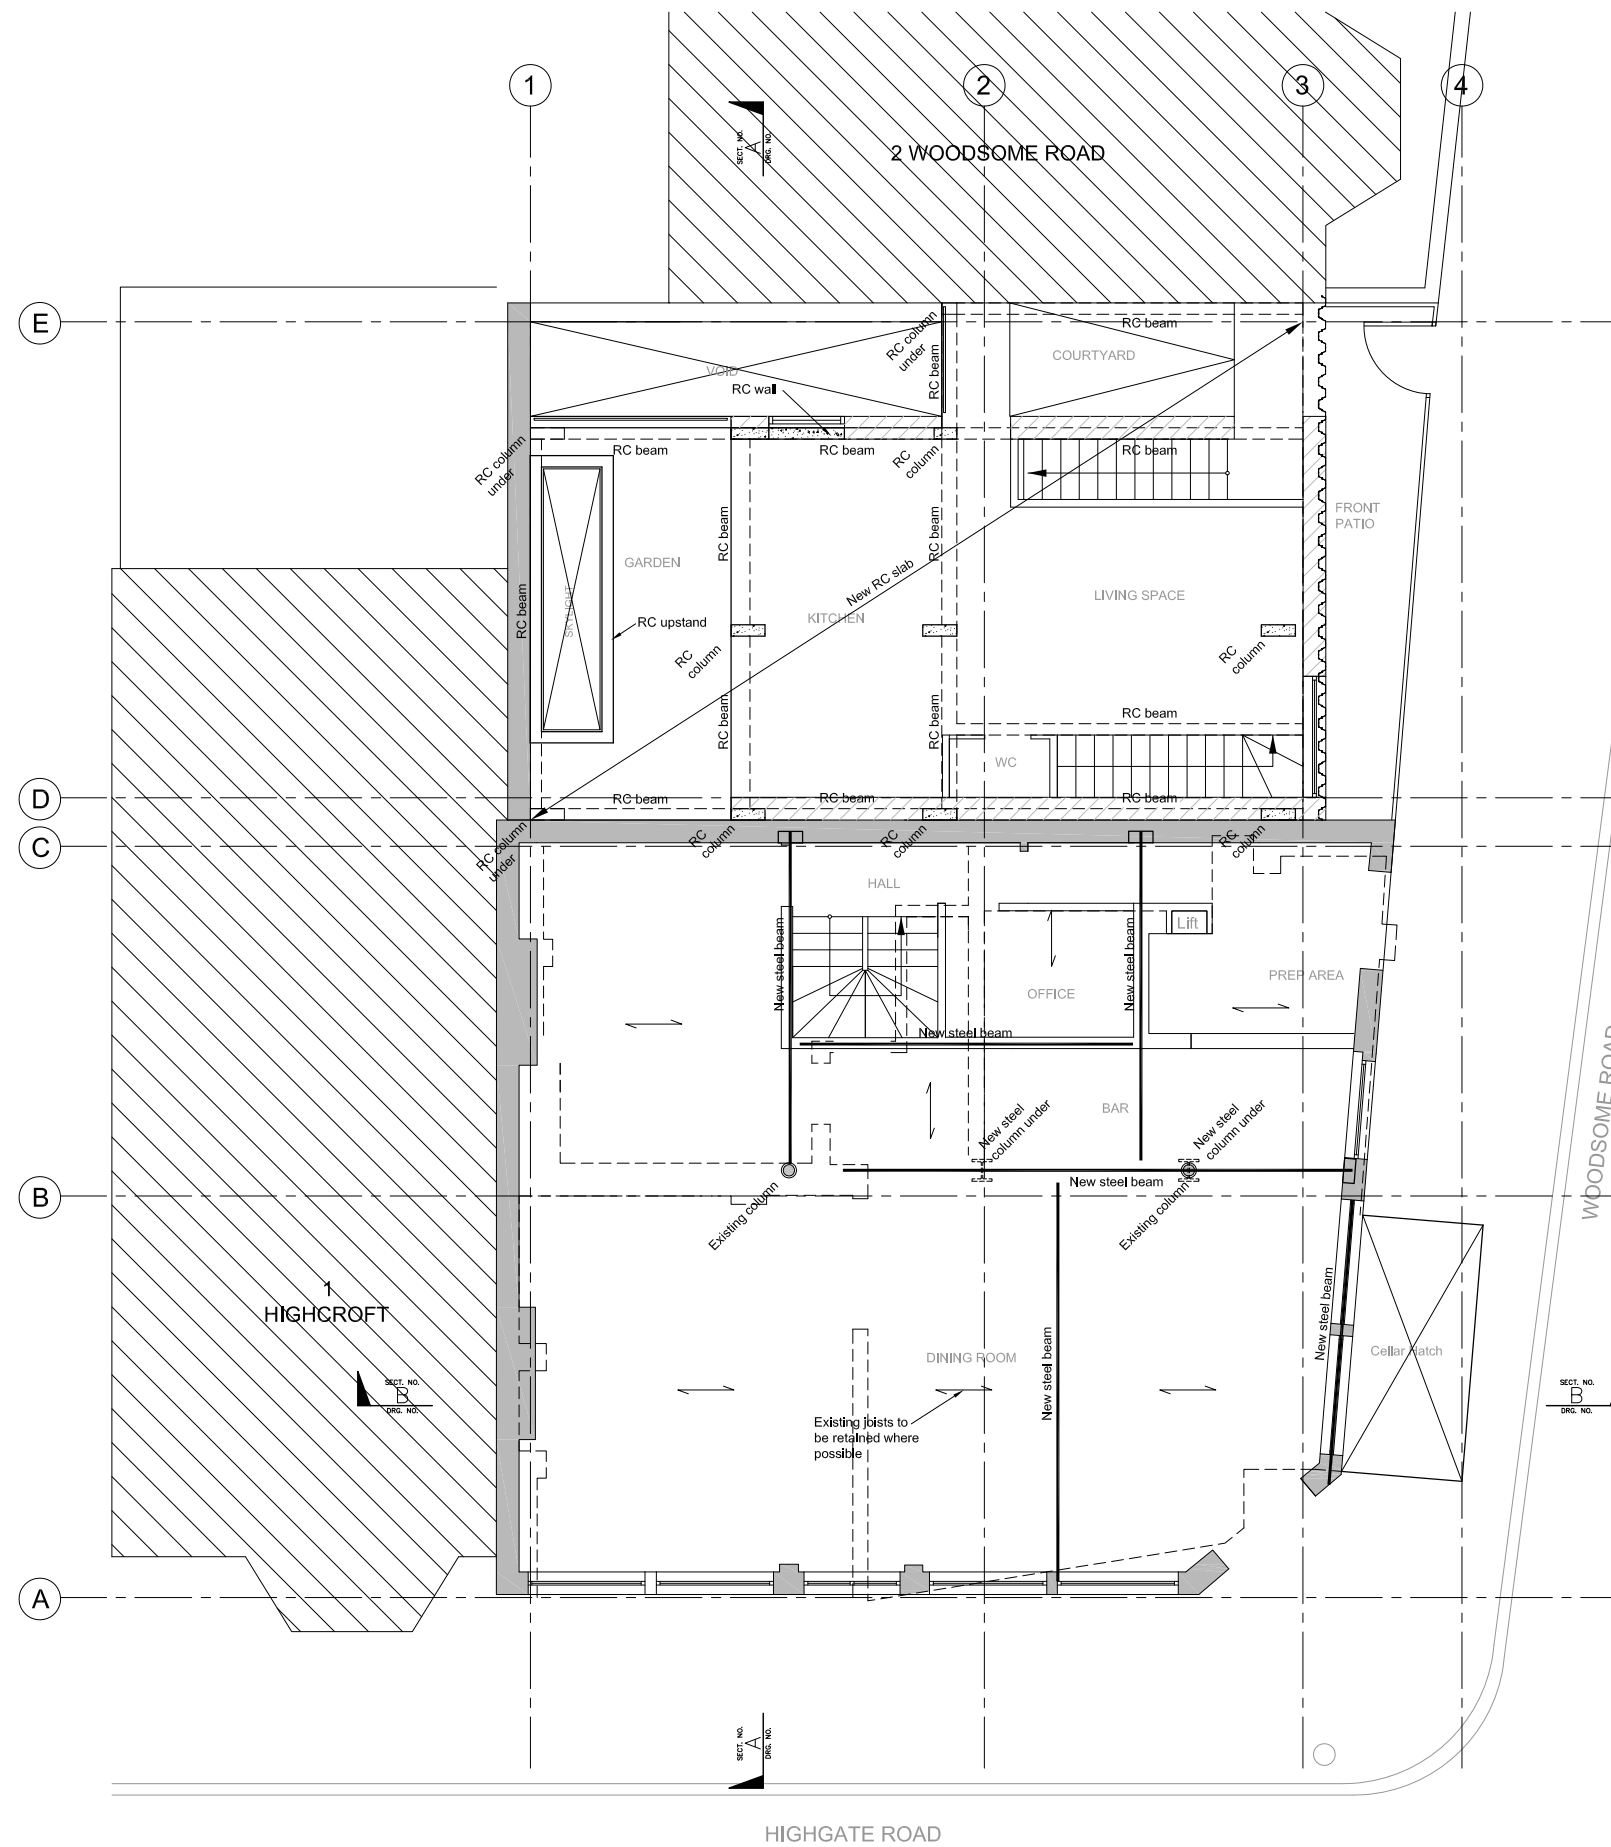 1
2
3
4
SECT. NO.
A
DRG. NO.
2 WOODSOME ROAD
E
RC beam
RC column
under
COURTYARD
RC beam
VOID
RC wall
RC column
under
RC beam
RC beam
RC
column
RC beam
FRONT
PATIO
RC beam
RC beam
GARDEN
New RC slab
RC beam
SKYLIGHT
LIVING SPACE
KITCHEN
RC upstand
RC
column
RC
column
RC beam
RC beam
RC beam
WC
D
RC beam
RC beam
RC beam
C
RC column
under
RC
column
RC
column
RC
column
HALL
Lift
New steel beam
New steel beam
PREP AREA
OFFICE
New steel beam
BAR
New steel
column under
New steel
column under
WOODSOME ROAD
B
New steel beam
Existing column
Existing column
1
HIGHCROFT
New steel beam
Cellar Hatch
DINING ROOM
New steel beam
SECT. NO.
B
DRG. NO.
SECT. NO.
B
DRG. NO.
Existing joists to
be retained where
possible
A
SECT. NO.
A
DRG. NO.
HIGHGATE ROAD